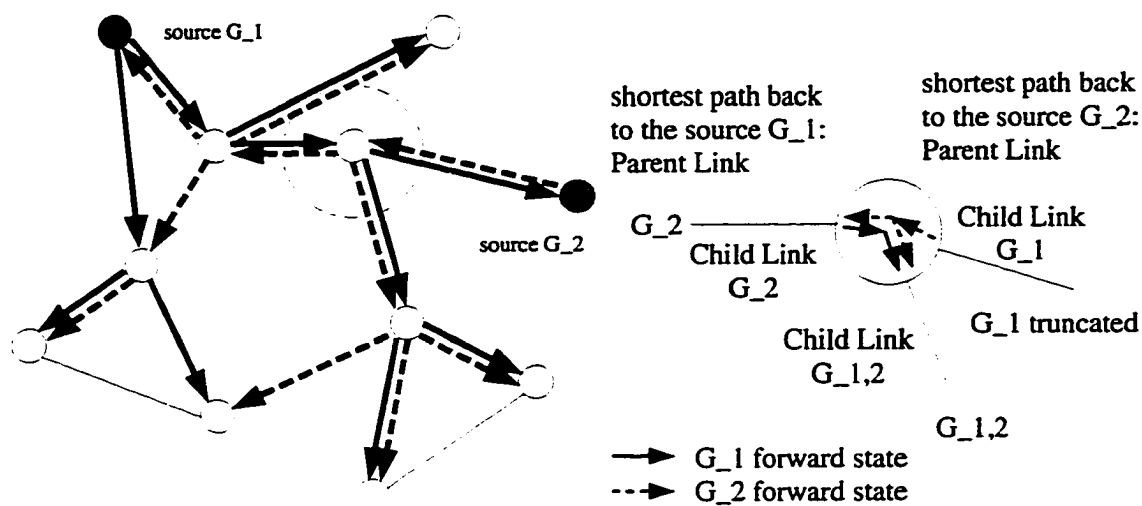 source G_1
shortest path back
to the source G_1:
Parent Link
shortest path back
to the source G_2:
Parent Link
source G_2
G_2
Child Link
G_2
Child Link
G_1
G_1 truncated
Child Link
G_1,2
G_1,2
G_1 forward state
G_2 forward state